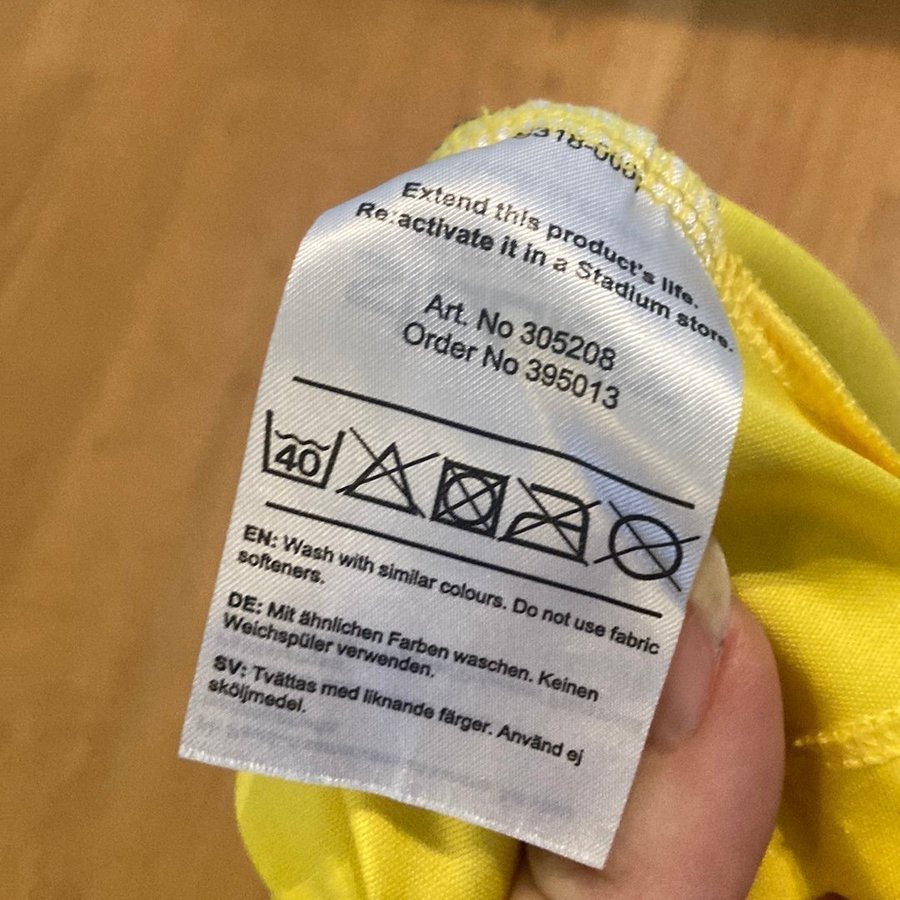 Extend this product's life.
Re:activate it in a Stadium store.
Art. No 305208
Order No 395013
40
EN: Wash with similar colours. Do not use fabric
softeners.
DE: Mit ähnlichen Farben waschen. Keinen
Weichspüler verwenden.
SV: Tvättas med liknande färger. Använd ej
sköljmedel.